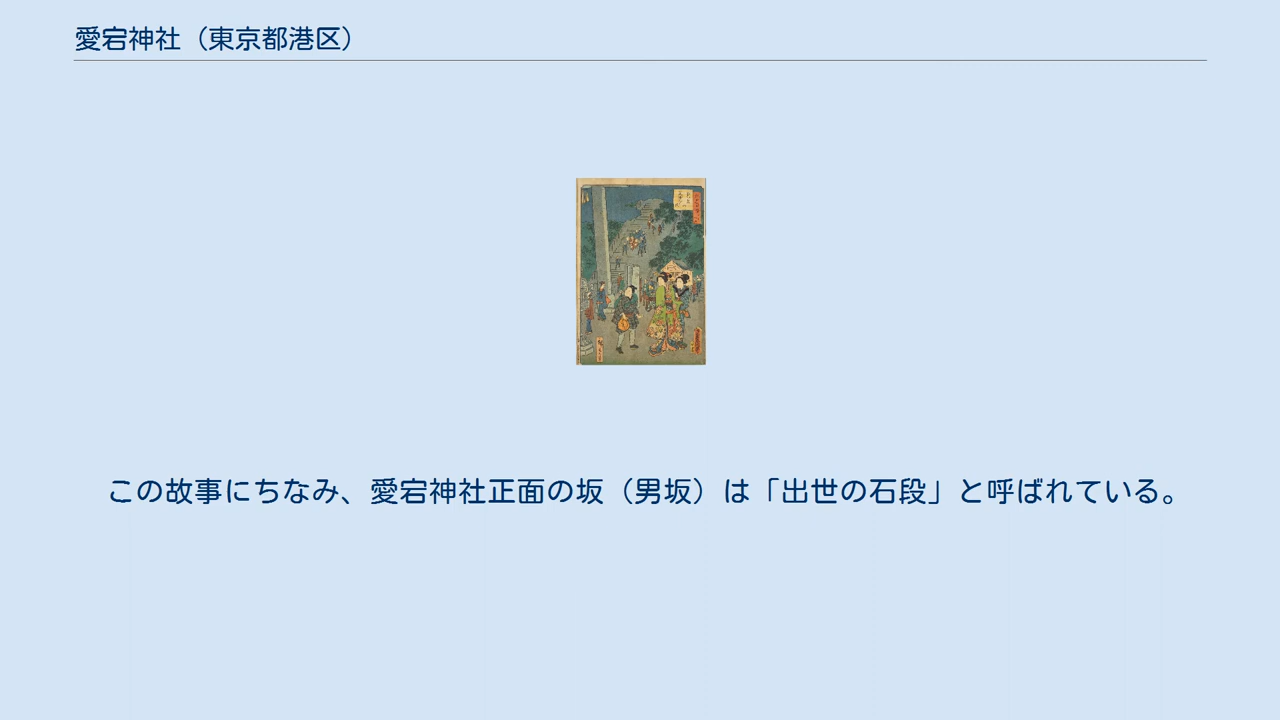 愛宕神社（東京都港区）
この故事にちなみ、愛宕神社正面の坂（男坂）は「出世の石段」と呼ばれている。